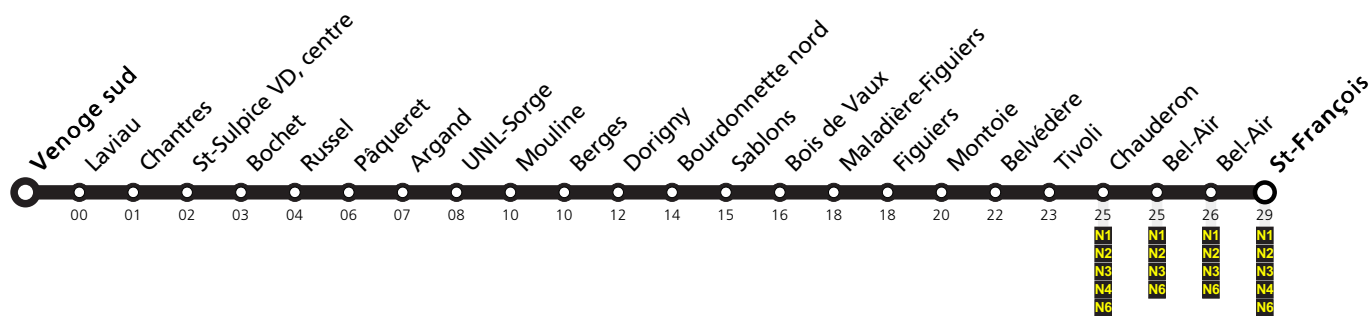 Venoge sud
Laviau
Chantres
St-Sulpice VD, centre
Bochet
Russel
Pâqueret
Argand
UNIL-Sorge
Mouline
Berges
Dorigny
Bourdonnette nord
Sablons
Bois de Vaux
Maladière-Figuiers
Figuiers
Montoie
Belvédère
Tivoli
Chauderon
Bel-Air
Bel-Air
St-François
00 01 02 03 04 06 07 08 10 10 12 14 15 16 18 18 20 22 23 25 25 26 29
N1 N1 N1 N1
N2 N2 N2 N2
N3 N3 N3 N3
N4 N6 N6 N4
N6 N6